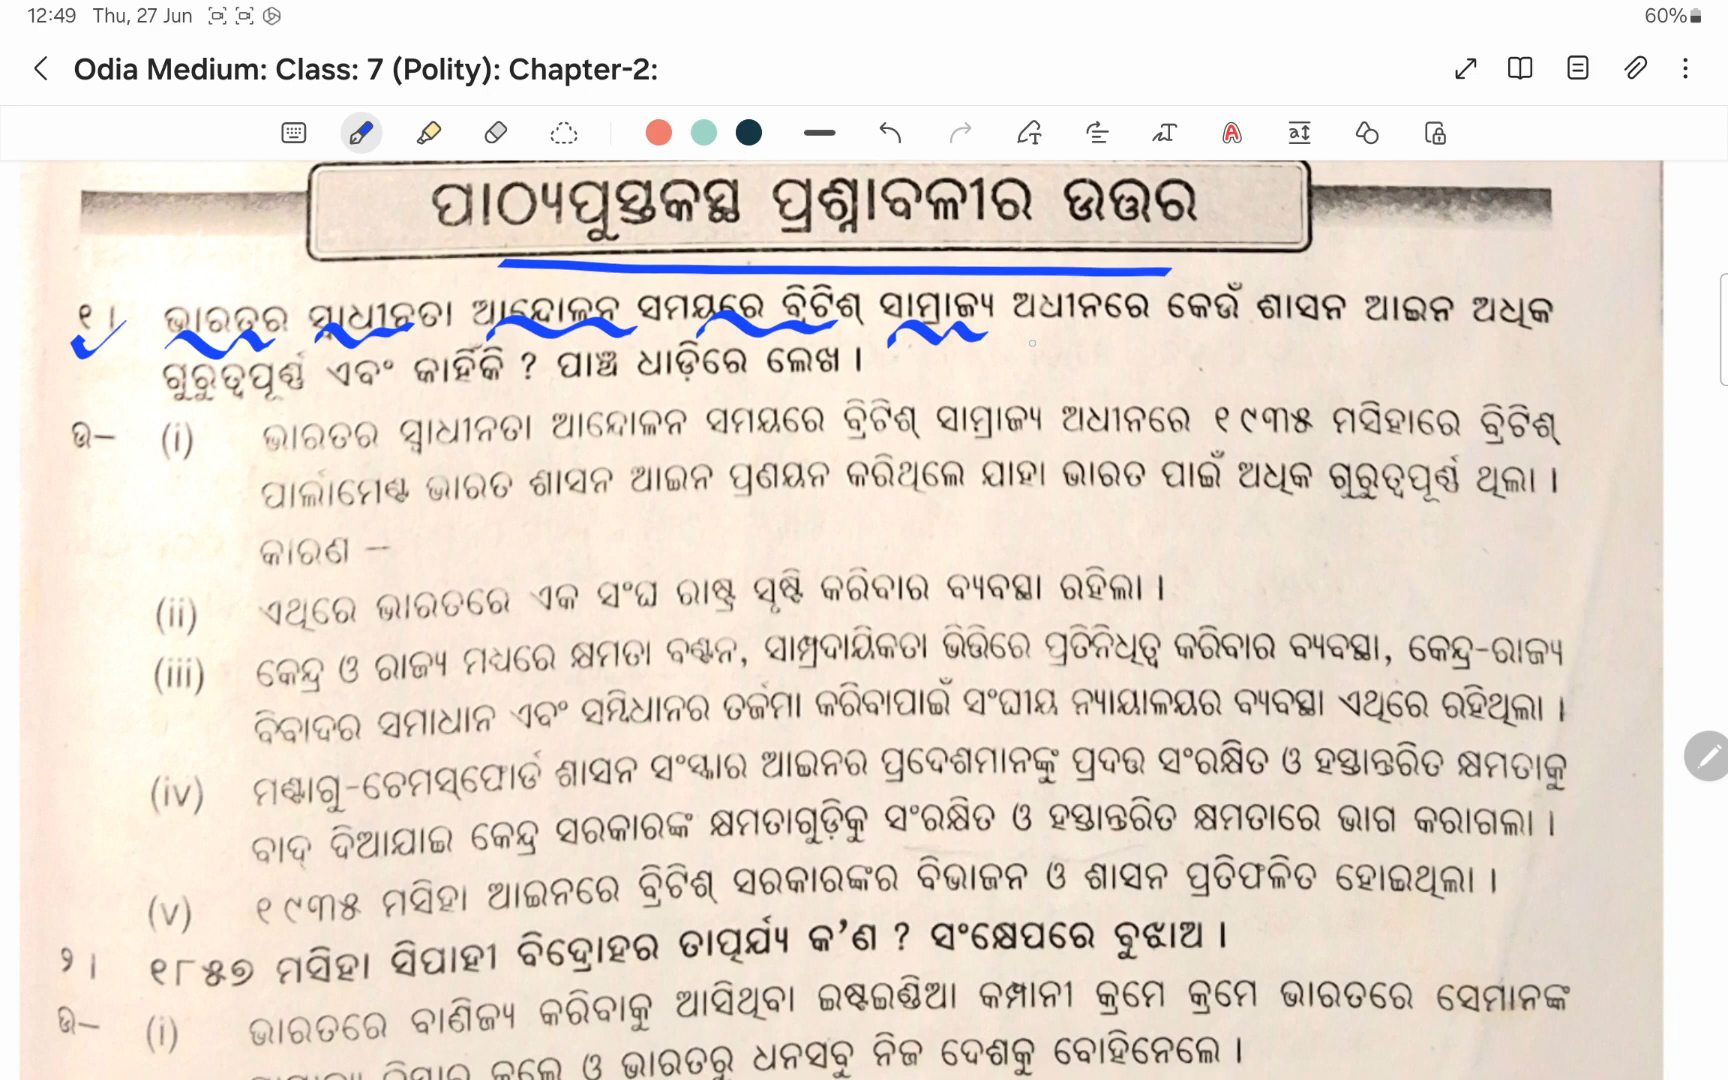 12:49 Thu, 27 Jun
60%
Odia Medium: Class: 7 (Polity): Chapter-2:
ପାଠ୍ୟପୁସ୍ତକସ୍ଥ ପ୍ରଶ୍ନାବଳୀର ଉତ୍ତର
୧। ଭାରତର ସ୍ୱାଧୀନତା ଆନ୍ଦୋଳନ ସମୟରେ ବ୍ରିଟିଶ୍ ସାମ୍ରାଜ୍ୟ ଅଧୀନରେ କେଉଁ ଶାସନ ଆଇନ ଅଧିକ
ଗୁରୁତ୍ୱପୂର୍ଣ୍ଣ ଏବଂ କାହିଁକି ? ପାଞ୍ଚ ଧାଡ଼ିରେ ଲେଖ ।
ଉ— (i) ଭାରତର ସ୍ୱାଧୀନତା ଆନ୍ଦୋଳନ ସମୟରେ ବ୍ରିଟିଶ୍ ସାମ୍ରାଜ୍ୟ ଅଧୀନରେ ୧୯୩୫ ମସିହାରେ ବ୍ରିଟିଶ୍
ପାର୍ଲାମେଣ୍ଟ ଭାରତ ଶାସନ ଆଇନ ପ୍ରଣୟନ କରିଥିଲେ ଯାହା ଭାରତ ପାଇଁ ଅଧିକ ଗୁରୁତ୍ୱପୂର୍ଣ୍ଣ ଥିଲା ।
କାରଣ —
(ii) ଏଥିରେ ଭାରତରେ ଏକ ସଂଘ ରାଷ୍ଟ୍ର ସୃଷ୍ଟି କରିବାର ବ୍ୟବସ୍ଥା ରହିଲା ।
(iii) କେନ୍ଦ୍ର ଓ ରାଜ୍ୟ ମଧ୍ୟରେ କ୍ଷମତା ବଣ୍ଟନ, ସାମ୍ପ୍ରଦାୟିକତା ଭିତ୍ତିରେ ପ୍ରତିନିଧିତ୍ୱ କରିବାର ବ୍ୟବସ୍ଥା, କେନ୍ଦ୍ର-ରାଜ୍ୟ
ବିବାଦର ସମାଧାନ ଏବଂ ସମ୍ବିଧାନର ତର୍ଜମା କରିବାପାଇଁ ସଂଘୀୟ ନ୍ୟାୟାଳୟର ବ୍ୟବସ୍ଥା ଏଥିରେ ରହିଥିଲା ।
(iv) ମଣ୍ଟାଗୁ-ଚେମସ୍‌ଫୋର୍ଡ ଶାସନ ସଂସ୍କାର ଆଇନର ପ୍ରଦେଶମାନଙ୍କୁ ପ୍ରଦତ୍ତ ସଂରକ୍ଷିତ ଓ ହସ୍ତାନ୍ତରିତ କ୍ଷମତାକୁ
ବାଦ୍ ଦିଆଯାଇ କେନ୍ଦ୍ର ସରକାରଙ୍କ କ୍ଷମତାଗୁଡ଼ିକୁ ସଂରକ୍ଷିତ ଓ ହସ୍ତାନ୍ତରିତ କ୍ଷମତାରେ ଭାଗ କରାଗଲା ।
(v) ୧୯୩୫ ମସିହା ଆଇନରେ ବ୍ରିଟିଶ୍ ସରକାରଙ୍କର ବିଭାଜନ ଓ ଶାସନ ପ୍ରତିଫଳିତ ହୋଇଥିଲା ।
୨। ୧୮୫୭ ମସିହା ସିପାହୀ ବିଦ୍ରୋହର ତାତ୍ପର୍ଯ୍ୟ କ'ଣ ? ସଂକ୍ଷେପରେ ବୁଝାଅ ।
ଉ— (i) ଭାରତରେ ବାଣିଜ୍ୟ କରିବାକୁ ଆସିଥିବା ଇଷ୍ଟଇଣ୍ଡିଆ କମ୍ପାନୀ କ୍ରମେ କ୍ରମେ ଭାରତରେ ସେମାନଙ୍କ
କଲେ ଓ ଭାରତରୁ ଧନସବୁ ନିଜ ଦେଶକୁ ବୋହିନେଲେ ।